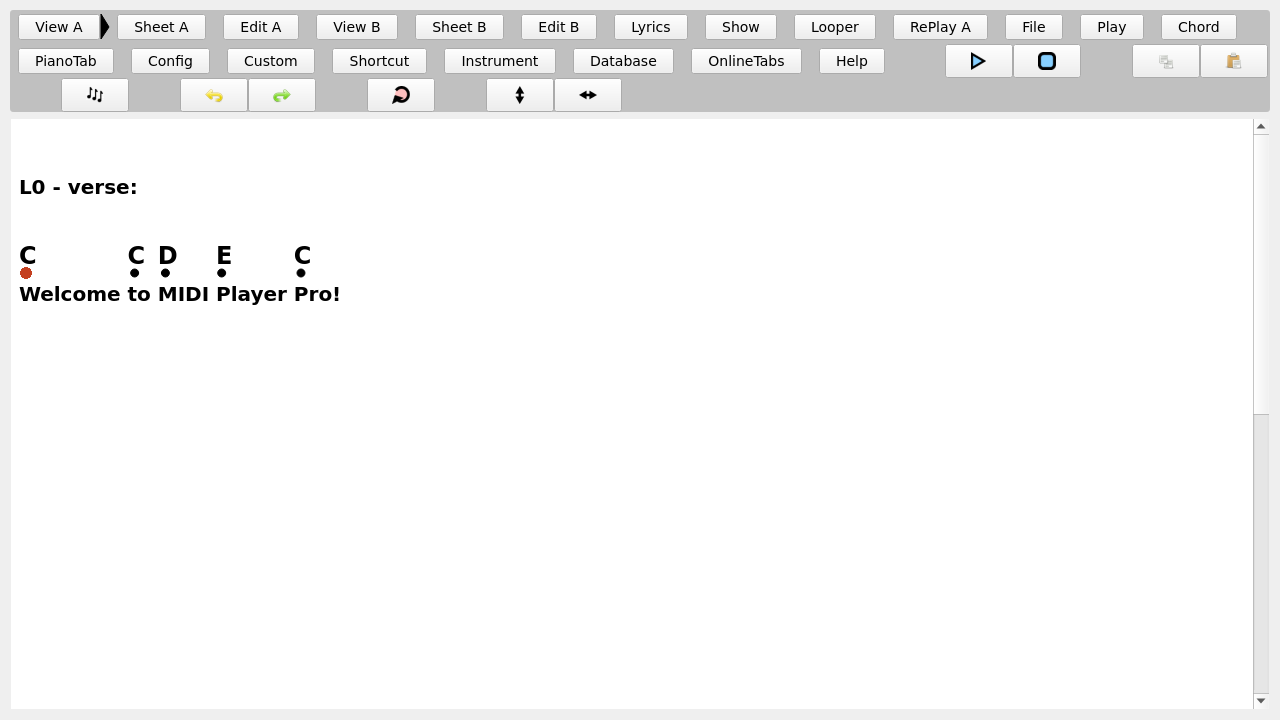 View A Sheet A Edit A View B Sheet B Edit B Lyrics Show Looper RePlay A File Play Chord
PianoTab Config Custom Shortcut Instrument Database OnlineTabs Help
L0 - verse:
C C D E C
Welcome to MIDI Player Pro!